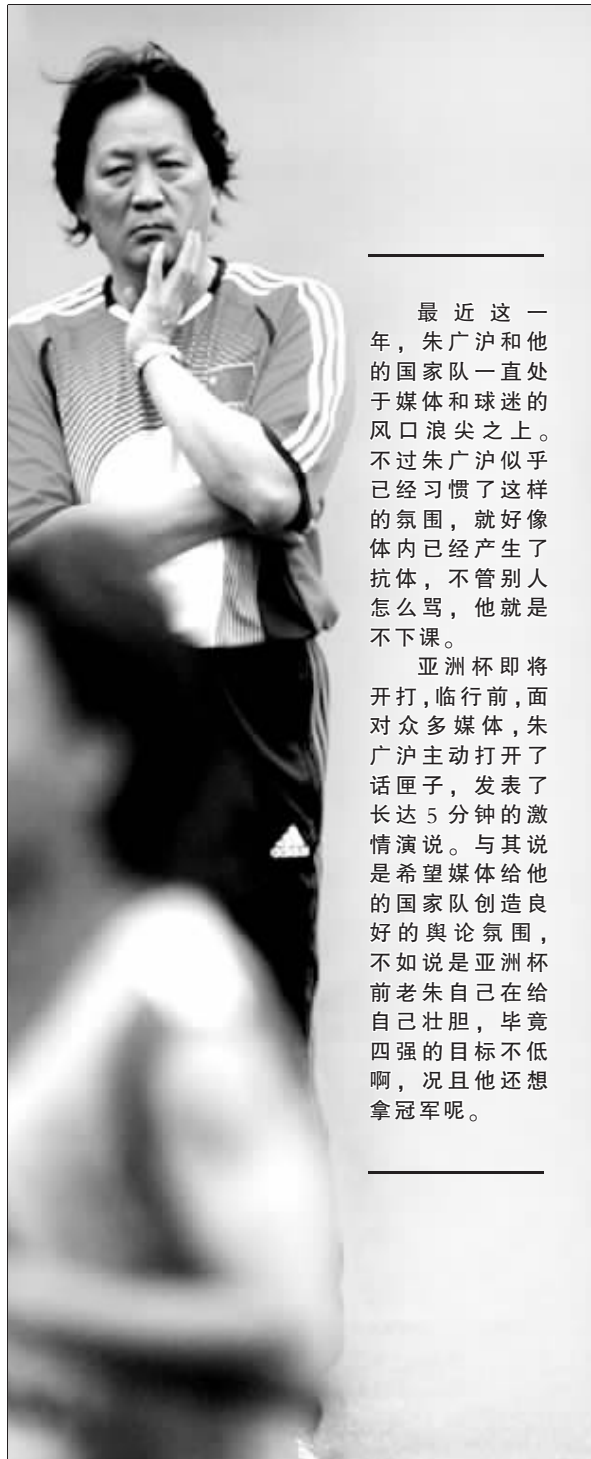 最近这一
年，朱广沪和他
的国家队一直处
于媒体和球迷的
风口浪尖之上。
不过朱广沪似乎
已经习惯了这样
的氛围，就好像
体内已经产生了
抗体，不管别人
怎么骂，他就是
不下课。
亚洲杯即将
开打，临行前，面
对众多媒体，朱
广沪主动打开了
话匣子，发表了
长达5分钟的激
情演说。与其说
是希望媒体给他
的国家队创造良
好的舆论氛围，
不如说是亚洲杯
前老朱自己在给
自己壮胆，毕竟
四强的目标不低
啊，况且他还想
拿冠军呢。